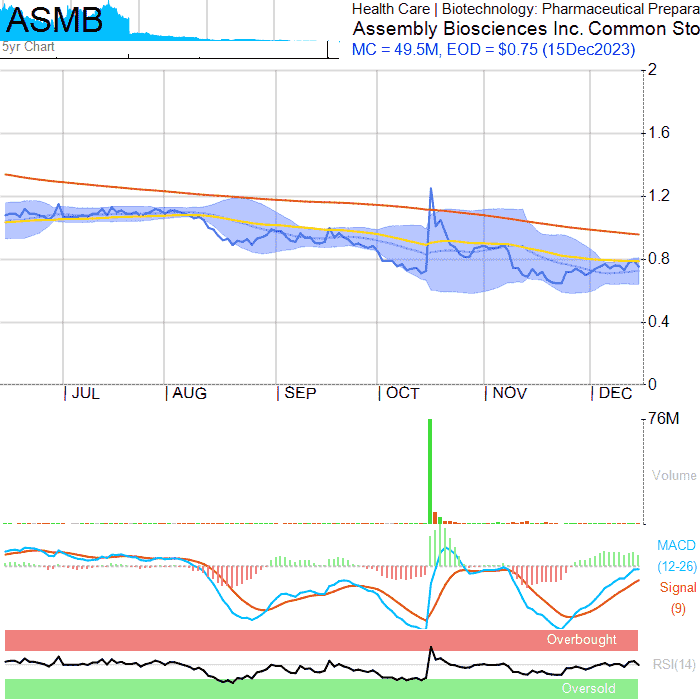 ASMB
5yr Chart
Health Care | Biotechnology: Pharmaceutical Prepara
Assembly Biosciences Inc. Common Sto
MC = 49.5M, EOD = $0.75 (15Dec2023)
2
1.6
1.2
0.8
0.4
0
JUL AUG SEP OCT NOV DEC
76M
Volume
MACD
(12-26)
Signal
(9)
Overbought
RSI(14)
Oversold